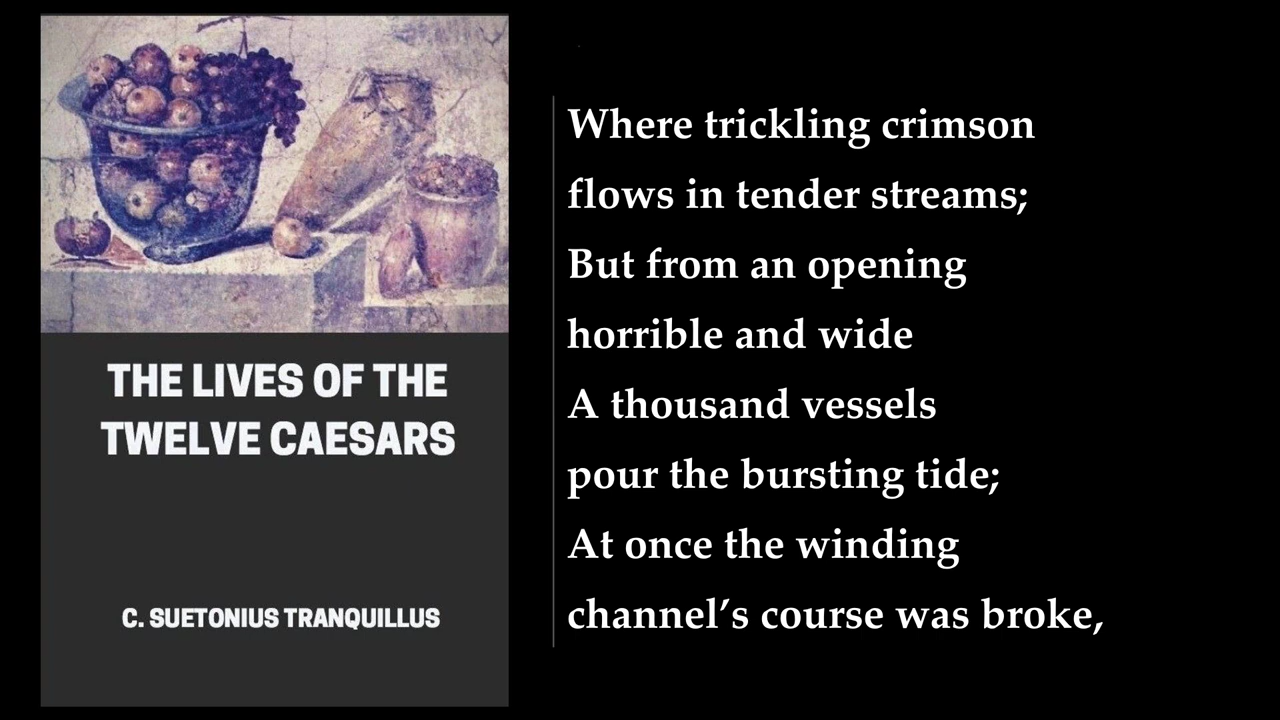 THE LIVES OF THE
TWELVE CAESARS
C. SUETONIUS TRANQUILLUS
Where trickling crimson
flows in tender streams;
But from an opening
horrible and wide
A thousand vessels
pour the bursting tide;
At once the winding
channel’s course was broke,